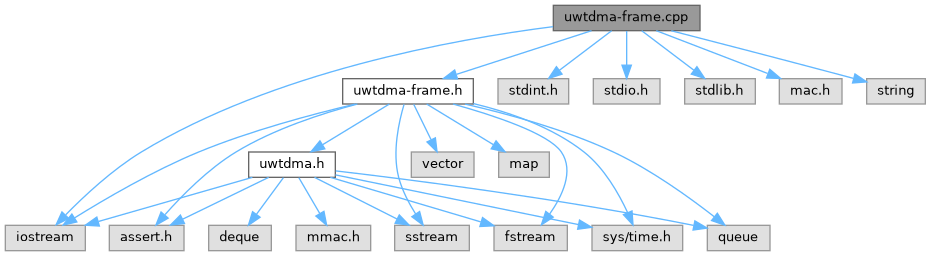 uwtdma-frame.cpp
uwtdma-frame.h
stdint.h
stdio.h
stdlib.h
mac.h
string
uwtdma.h
vector
map
iostream
assert.h
deque
mmac.h
sstream
fstream
sys/time.h
queue